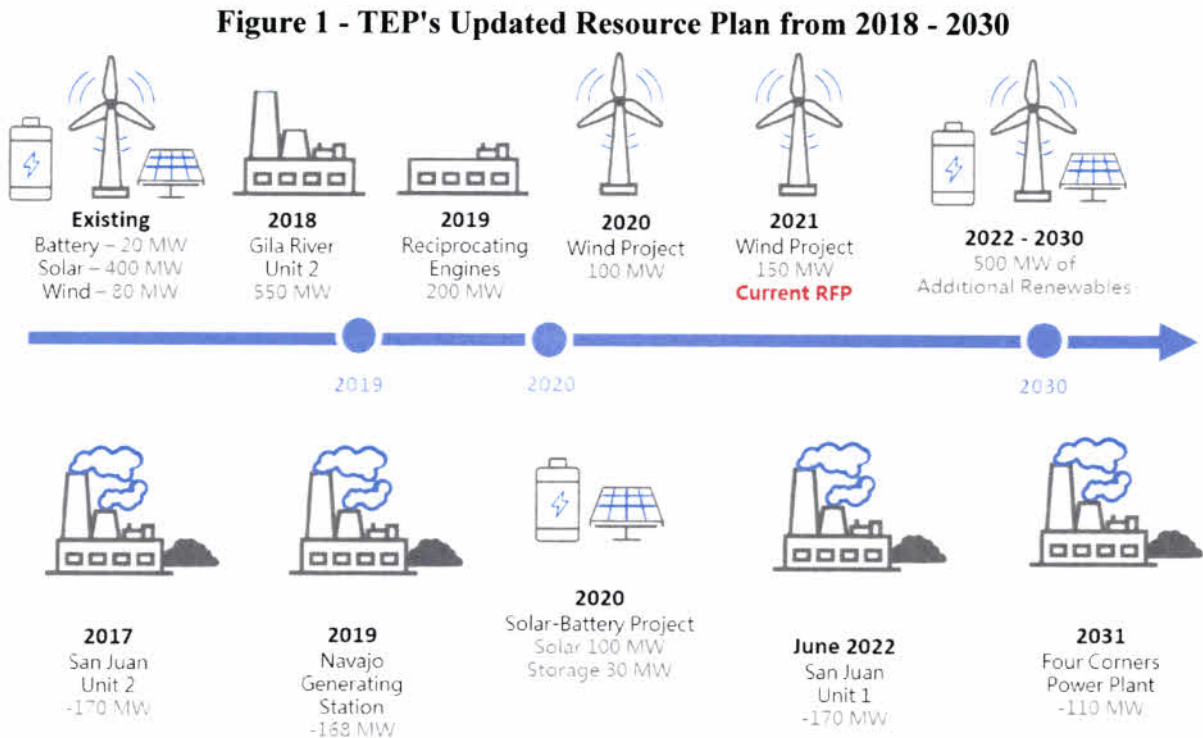 Figure 1 - TEP's Updated Resource Plan from 2018 - 2030
Existing
Battery – 20 MW
Solar – 400 MW
Wind – 80 MW
2018
Gila River
Unit 2
550 MW
2019
Reciprocating
Engines
200 MW
2020
Wind Project
100 MW
2021
Wind Project
150 MW
Current RFP
2022 - 2030
500 MW of
Additional Renewables
2019
2020
2030
2017
San Juan
Unit 2
-170 MW
2019
Navajo
Generating
Station
-168 MW
2020
Solar-Battery Project
Solar 100 MW
Storage 30 MW
June 2022
San Juan
Unit 1
-170 MW
2031
Four Corners
Power Plant
-110 MW